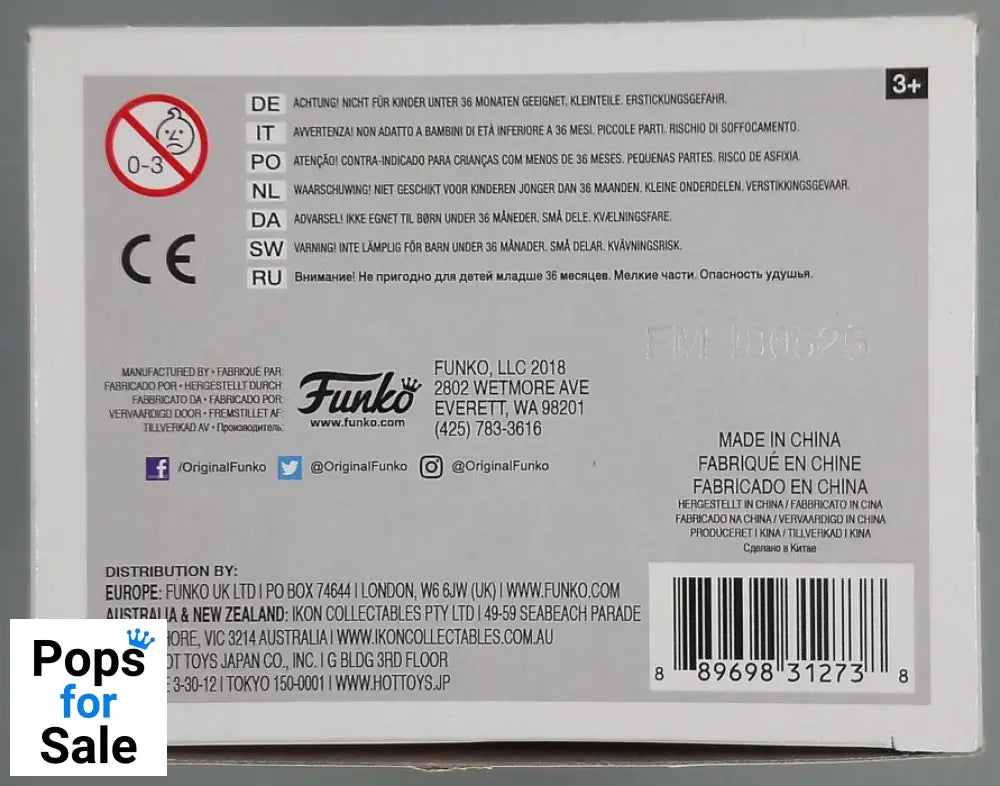 3+
0-3
DE ACHTUNG! NICHT FÜR KINDER UNTER 36 MONATEN GEEIGNET. KLEINTEILE. ERSTICKUNGSGEFAHR.
IT AVVERTENZA! NON ADATTO A BAMBINI DI ETÀ INFERIORE A 36 MESI. PICCOLE PARTI. RISCHIO DI SOFFOCAMENTO.
PO ATENÇÃO! CONTRA-INDICADO PARA CRIANÇAS COM MENOS DE 36 MESES. PEQUENAS PARTES. RISCO DE ASFIXIA.
NL WAARSCHUWING! NIET GESCHIKT VOOR KINDEREN JONGER DAN 36 MAANDEN. KLEINE ONDERDELEN. VERSTIKKINGSGEVAAR.
DA ADVARSEL! IKKE EGNET TIL BØRN UNDER 36 MÅNEDER. SMÅ DELE. KVÆLNINGSFARE.
SW VARNING! INTE LÄMPLIG FÖR BARN UNDER 36 MÅNADER. SMÅ DELAR. KVÄVNINGSRISK.
RU Внимание! Не пригодно для детей младше 36 месяцев. Мелкие части. Опасность удушья.
CE
FM 180525
MANUFACTURED BY • FABRIQUÉ PAR:
FABRICADO POR • HERGESTELLT DURCH:
FABBRICATO DA • FABRICADO POR:
VERVAARDIGD DOOR • FREMSTILLET AF:
TILLVERKAD AV • Производитель:
Funko
www.funko.com
FUNKO, LLC 2018
2802 WETMORE AVE
EVERETT, WA 98201
(425) 783-3616
/OriginalFunko @OriginalFunko @OriginalFunko
MADE IN CHINA
FABRIQUÉ EN CHINE
FABRICADO EN CHINA
HERGESTELLT IN CHINA / FABBRICATO IN CINA
FABRICADO NA CHINA / VERVAARDIGD IN CHINA
PRODUCERET I KINA / TILLVERKAD I KINA
Сделано в Китае
DISTRIBUTION BY:
EUROPE: FUNKO UK LTD | PO BOX 74644 | LONDON, W6 6JW (UK) | WWW.FUNKO.COM
AUSTRALIA & NEW ZEALAND: IKON COLLECTABLES PTY LTD | 49-59 SEABEACH PARADE
HORE, VIC 3214 AUSTRALIA | WWW.IKONCOLLECTABLES.COM.AU
OT TOYS JAPAN CO., INC. | G BLDG 3RD FLOOR
E 3-30-12 | TOKYO 150-0001 | WWW.HOTTOYS.JP
8 89698 31273 8
Pops
for
Sale